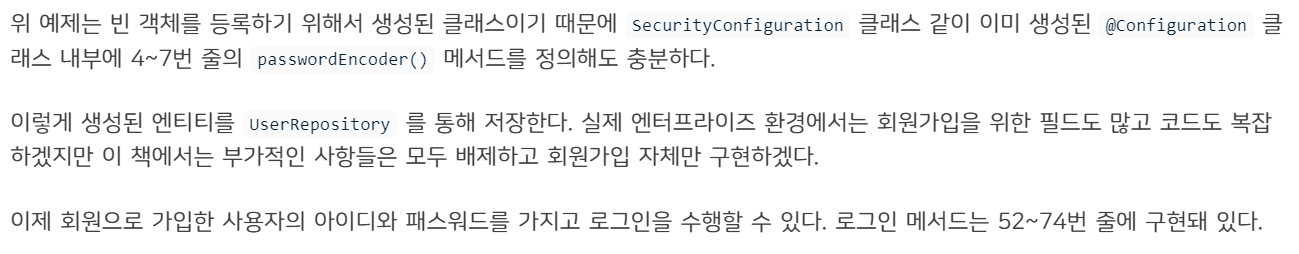 위 예제는 빈 객체를 등록하기 위해서 생성된 클래스이기 때문에 SecurityConfiguration 클래스 같이 이미 생성된 @Configuration 클
래스 내부에 4~7번 줄의 passwordEncoder() 메서드를 정의해도 충분하다.
이렇게 생성된 엔티티를 UserRepository 를 통해 저장한다. 실제 엔터프라이즈 환경에서는 회원가입을 위한 필드도 많고 코드도 복잡
하겠지만 이 책에서는 부가적인 사항들은 모두 배제하고 회원가입 자체만 구현하겠다.
이제 회원으로 가입한 사용자의 아이디와 패스워드를 가지고 로그인을 수행할 수 있다. 로그인 메서드는 52~74번 줄에 구현돼 있다.